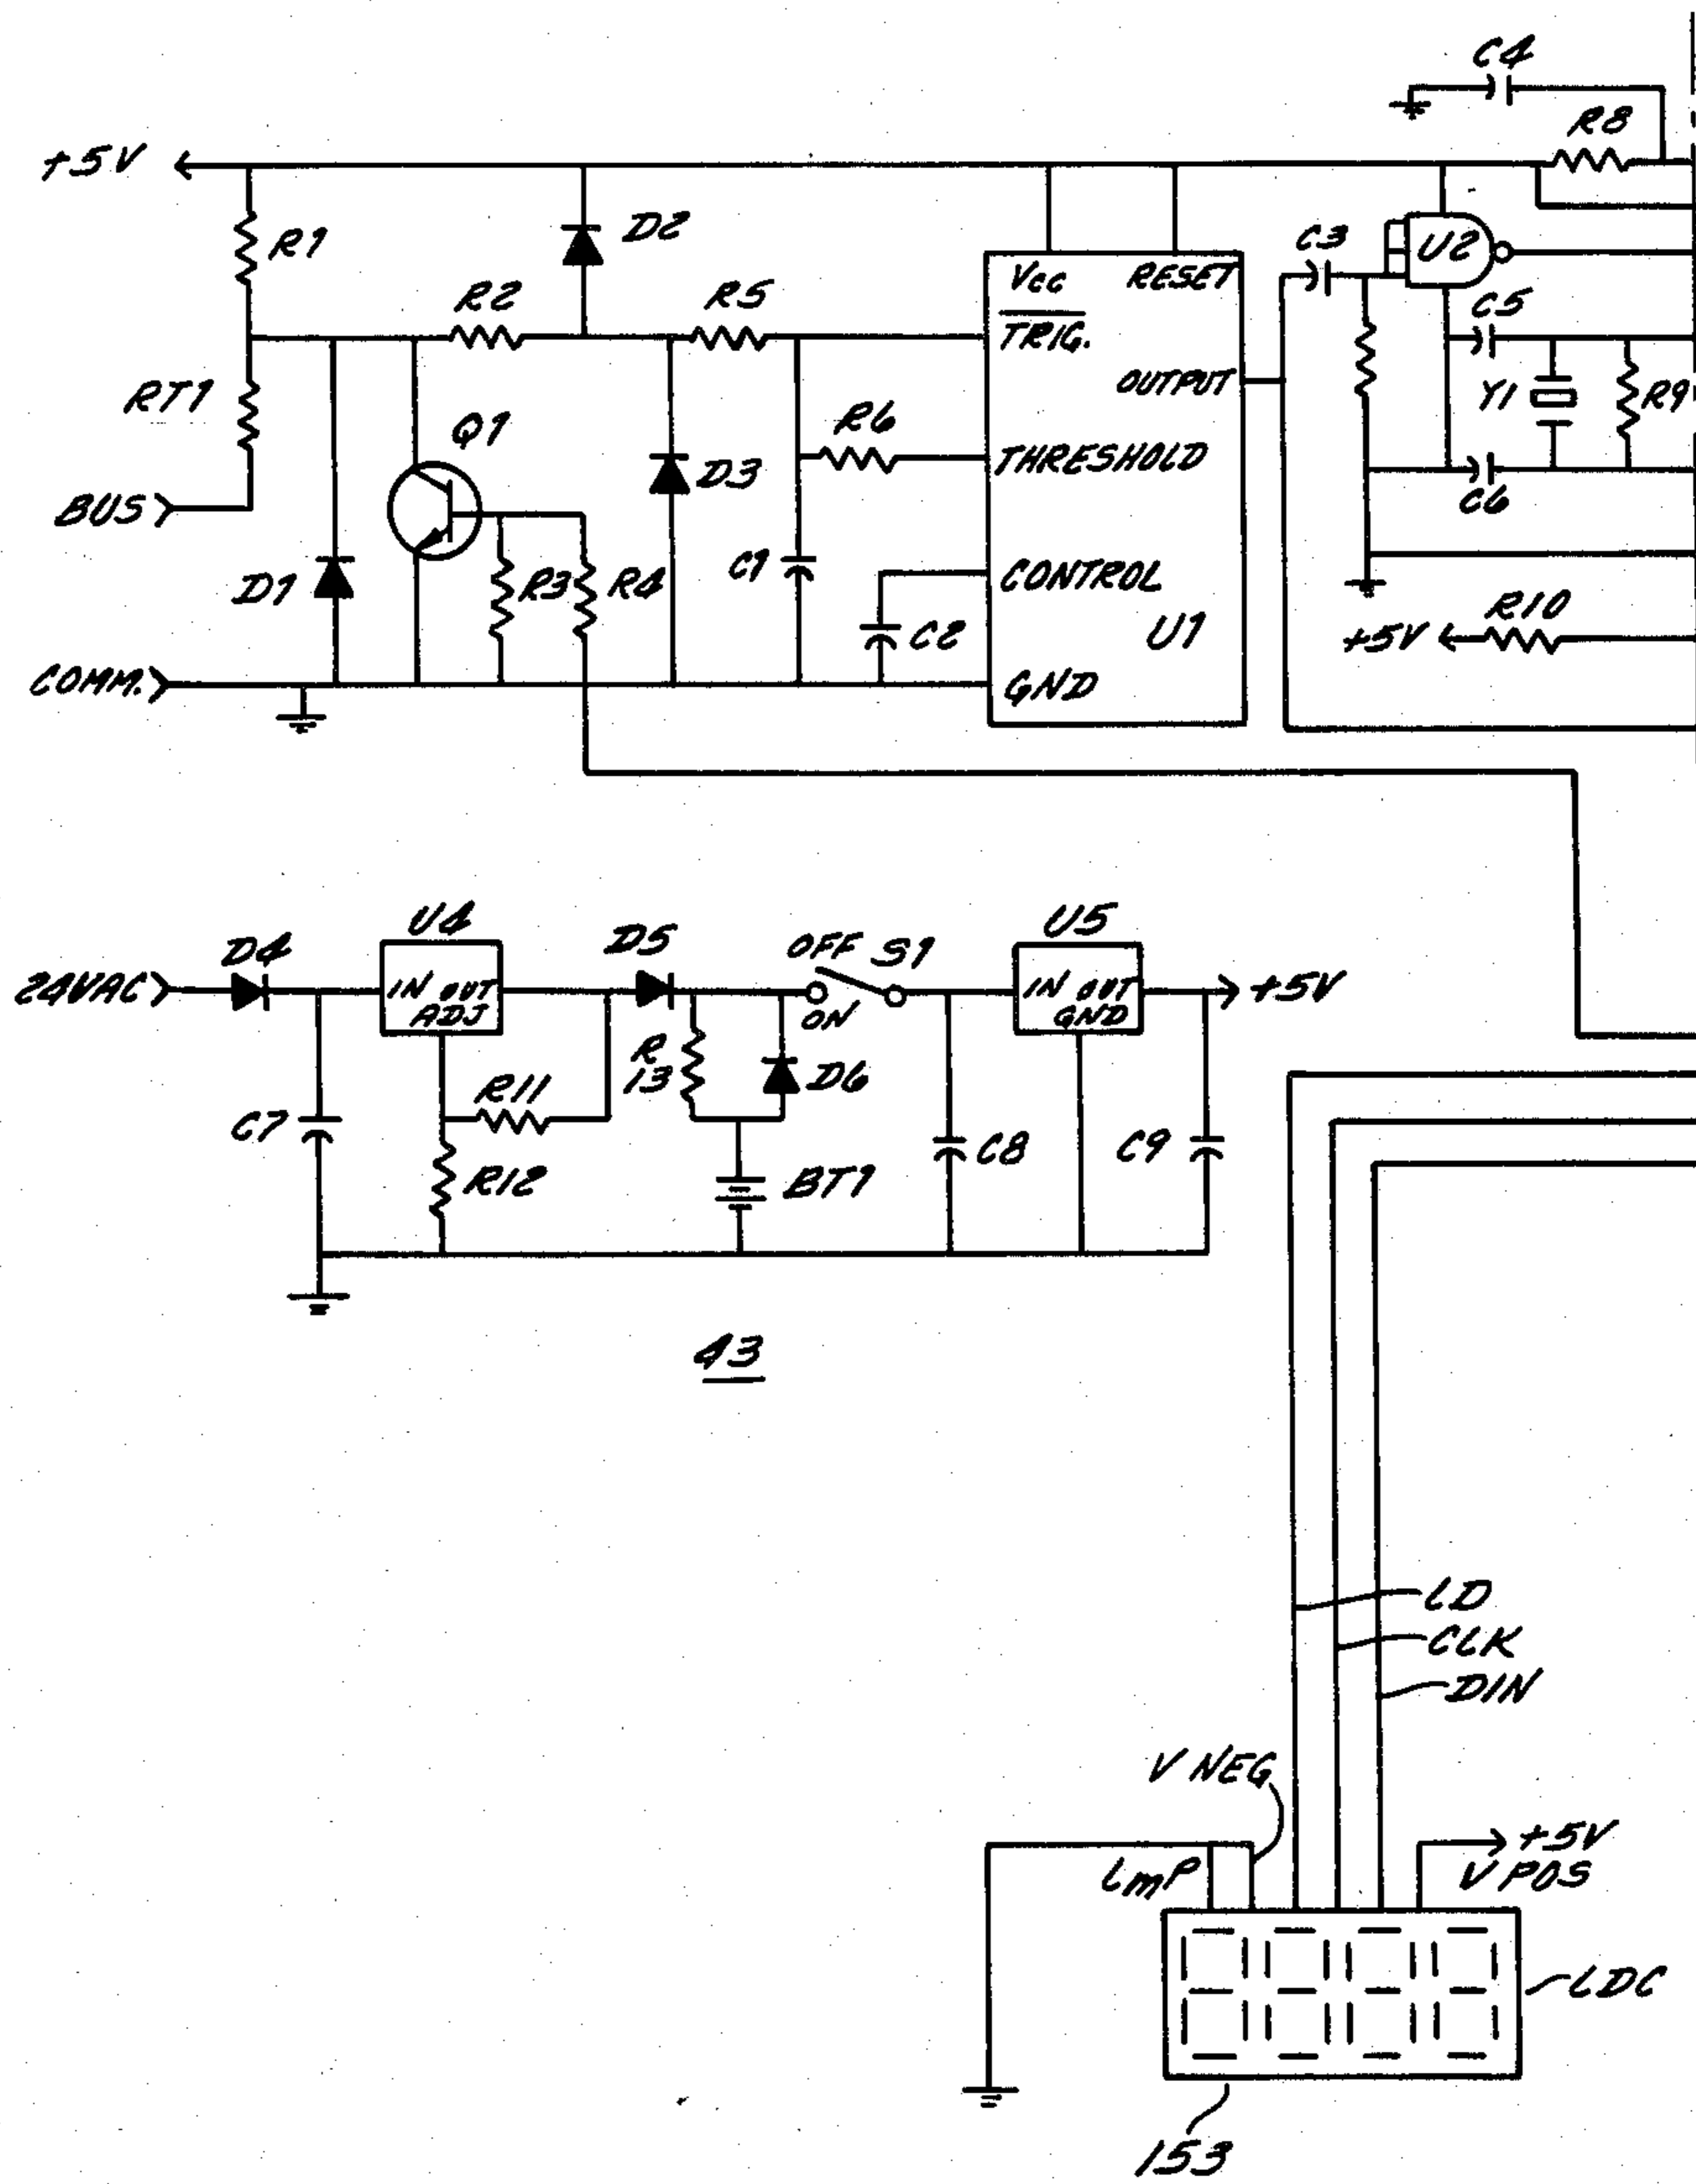 C4
R8
+5V
R1
D2
C3
U2
R2
R5
VCC RESET
TRIG.
C5
RT1
OUTPUT
Y1
R9
Q1
R6
D3
THRESHOLD
BUS
C6
D1
R3
R4
C1
CONTROL
C2
U1
R10
+5V
COMM.
GND
U4
D4
D5
OFF S1
U5
24VAC
IN OUT
ADJ
ON
IN OUT
GND
+5V
R
13
D6
R11
C7
R12
BT1
C8
C9
43
LD
CLK
DIN
V NEG
+5V
LmP
V POS
LDC
153